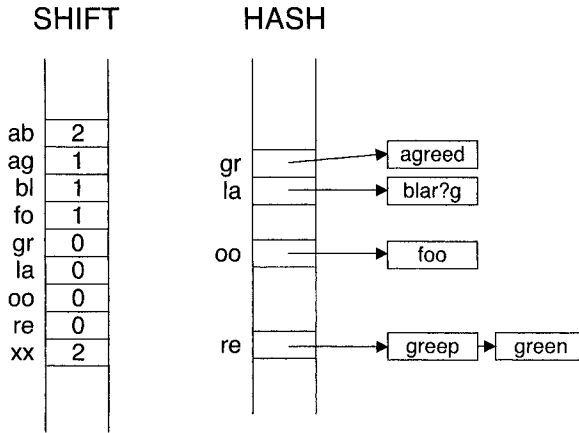 SHIFT HASH
ab 2
ag 1
bl 1
fo 1
gr 0
la 0
oo 0
re 0
xx 2
gr agreed
la blar?g
oo foo
re greep green